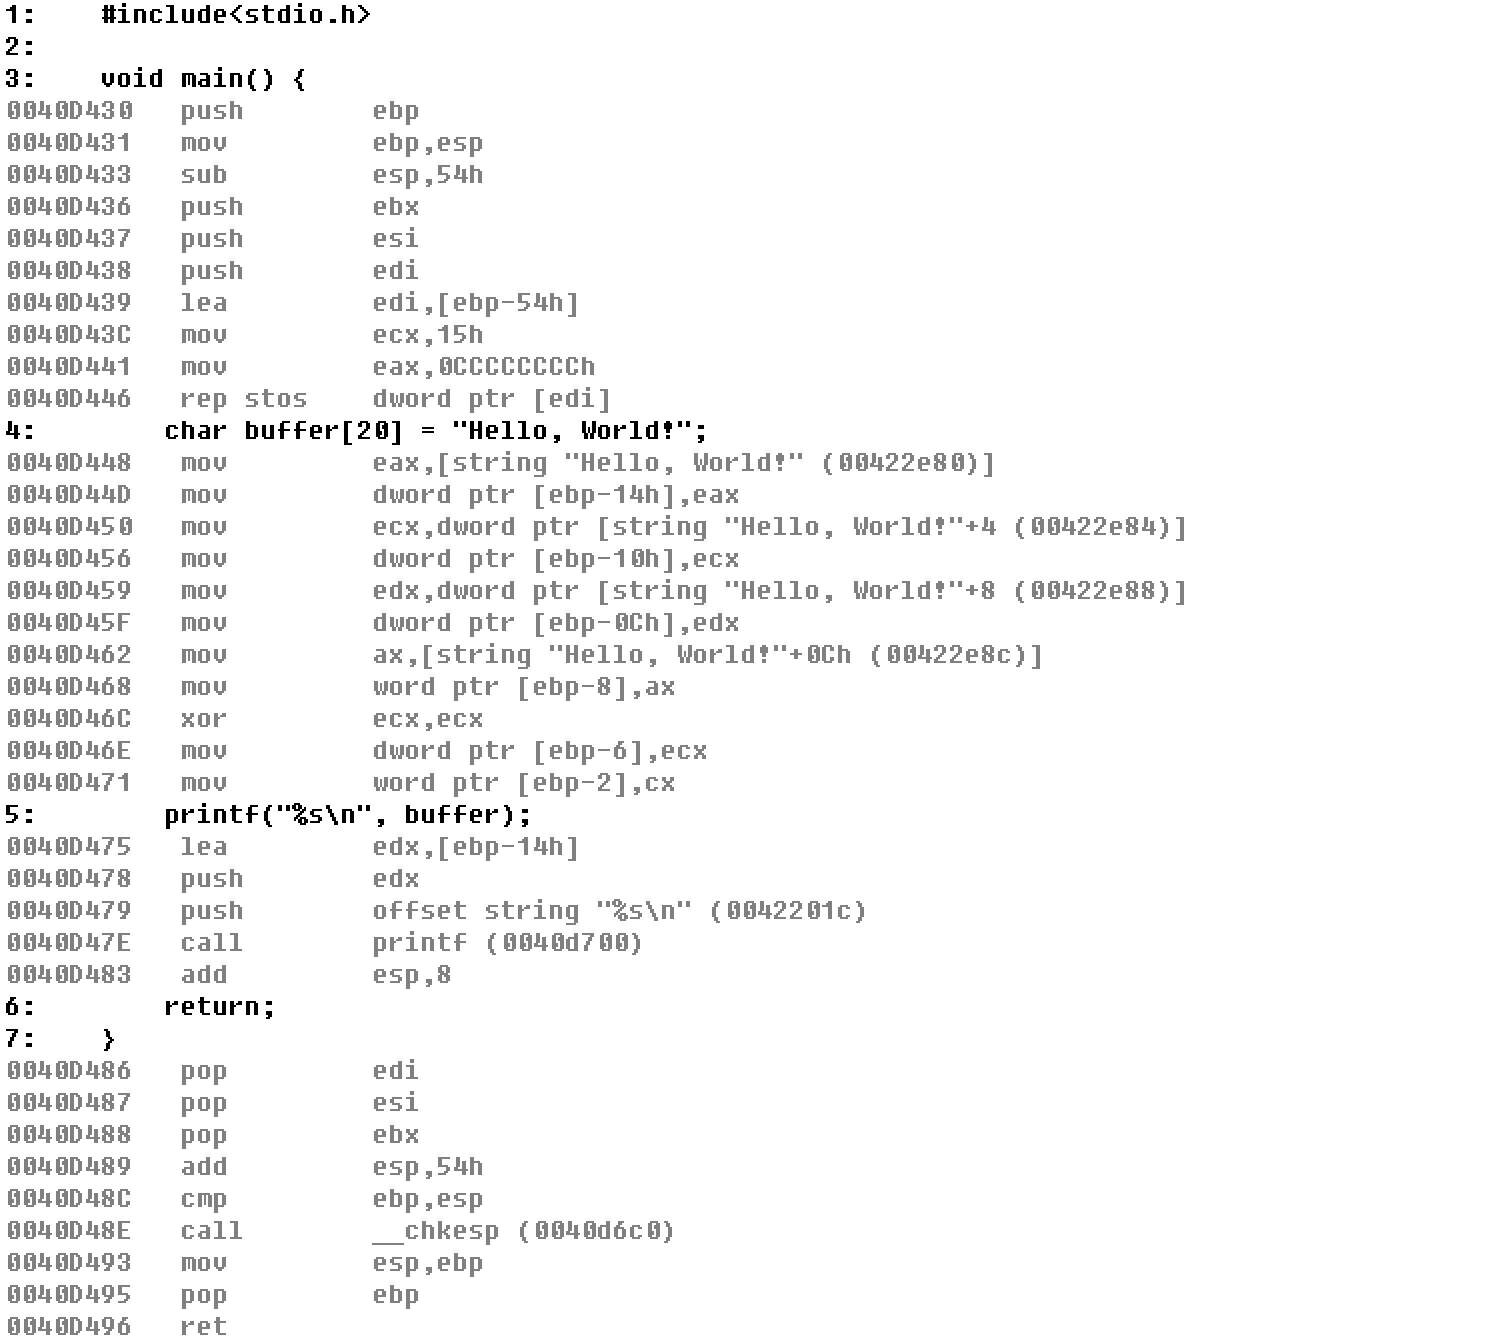 1:    #include<stdio.h>
2:
3:    void main() {
0040D430   push        ebp
0040D431   mov         ebp,esp
0040D433   sub         esp,54h
0040D436   push        ebx
0040D437   push        esi
0040D438   push        edi
0040D439   lea         edi,[ebp-54h]
0040D43C   mov         ecx,15h
0040D441   mov         eax,0CCCCCCCCh
0040D446   rep stos    dword ptr [edi]
4:        char buffer[20] = "Hello, World!";
0040D448   mov         eax,[string "Hello, World!" (00422e80)]
0040D44D   mov         dword ptr [ebp-14h],eax
0040D450   mov         ecx,dword ptr [string "Hello, World!"+4 (00422e84)]
0040D456   mov         dword ptr [ebp-10h],ecx
0040D459   mov         edx,dword ptr [string "Hello, World!"+8 (00422e88)]
0040D45F   mov         dword ptr [ebp-0Ch],edx
0040D462   mov         ax,[string "Hello, World!"+0Ch (00422e8c)]
0040D468   mov         word ptr [ebp-8],ax
0040D46C   xor         ecx,ecx
0040D46E   mov         dword ptr [ebp-6],ecx
0040D471   mov         word ptr [ebp-2],cx
5:        printf("%s\n", buffer);
0040D475   lea         edx,[ebp-14h]
0040D478   push        edx
0040D479   push        offset string "%s\n" (0042201c)
0040D47E   call        printf (0040d700)
0040D483   add         esp,8
6:        return;
7:    }
0040D486   pop         edi
0040D487   pop         esi
0040D488   pop         ebx
0040D489   add         esp,54h
0040D48C   cmp         ebp,esp
0040D48E   call        __chkesp (0040d6c0)
0040D493   mov         esp,ebp
0040D495   pop         ebp
0040D496   ret